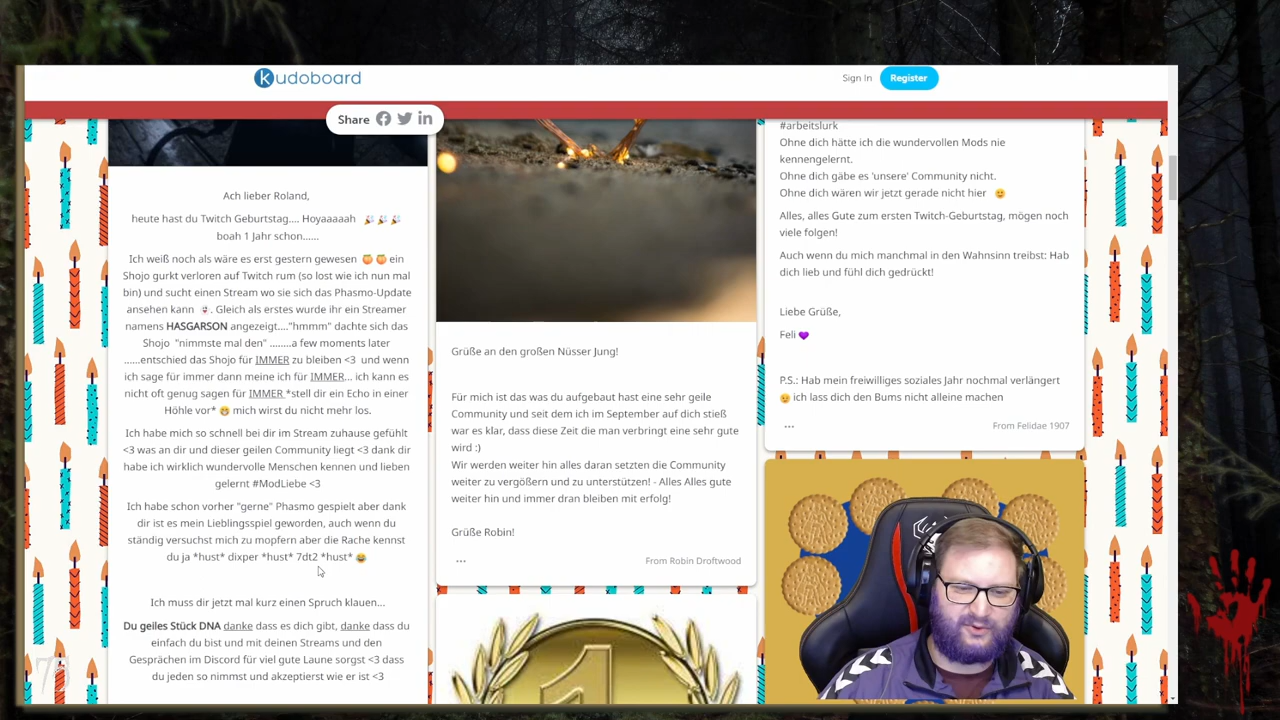 kudoboard
Sign In
Register
Share
Ach lieber Roland,
heute hast du Twitch Geburtstag.... Hoyaaaaah 🎉🎉🎉
boah 1 Jahr schon......
Ich weiß noch als wäre es erst gestern gewesen 🍑🍑 ein
Shojo gurkt verloren auf Twitch rum (so lost wie ich nun mal
bin) und sucht einen Stream wo sie sich das Phasmo-Update
ansehen kann 👻. Gleich als erstes wurde ihr ein Streamer
namens HASGARSON angezeigt...."hmmm" dachte sich das
Shojo "nimmste mal den" ........a few moments later
......entschied das Shojo für IMMER zu bleiben <3 und wenn
ich sage für immer dann meine ich für IMMER... ich kann es
nicht oft genug sagen für IMMER *stell dir ein Echo in einer
Höhle vor* 😁 mich wirst du nicht mehr los.
Ich habe mich so schnell bei dir im Stream zuhause gefühlt
<3 was an dir und dieser geilen Community liegt <3 dank dir
habe ich wirklich wundervolle Menschen kennen und lieben
gelernt #ModLiebe <3
Ich habe schon vorher "gerne" Phasmo gespielt aber dank
dir ist es mein Lieblingsspiel geworden, auch wenn du
ständig versuchst mich zu mopfern aber die Rache kennst
du ja *hust* dixper *hust* 7dt2 *hust* 😂
Ich muss dir jetzt mal kurz einen Spruch klauen...
Du geiles Stück DNA danke dass es dich gibt, danke dass du
einfach du bist und mit deinen Streams und den
Gesprächen im Discord für viel gute Laune sorgst <3 dass
du jeden so nimmst und akzeptierst wie er ist <3
Grüße an den großen Nüsser Jung!
Für mich ist das was du aufgebaut hast eine sehr geile
Community und seit dem ich im September auf dich stieß
war es klar, dass diese Zeit die man verbringt eine sehr gute
wird :)
Wir werden weiter hin alles daran setzten die Community
weiter zu vergößern und zu unterstützen! - Alles Alles gute
weiter hin und immer dran bleiben mit erfolg!
Grüße Robin!
... From Robin Droftwood
1
#arbeitslurk
Ohne dich hätte ich die wundervollen Mods nie
kennengelernt.
Ohne dich gäbe es 'unsere' Community nicht.
Ohne dich wären wir jetzt gerade nicht hier 😉
Alles, alles Gute zum ersten Twitch-Geburtstag, mögen noch
viele folgen!
Auch wenn du mich manchmal in den Wahnsinn treibst: Hab
dich lieb und fühl dich gedrückt!
Liebe Grüße,
Feli 💜
P.S.: Hab mein freiwilliges soziales Jahr nochmal verlängert
😉 ich lass dich den Bums nicht alleine machen
... From Felidae 1907